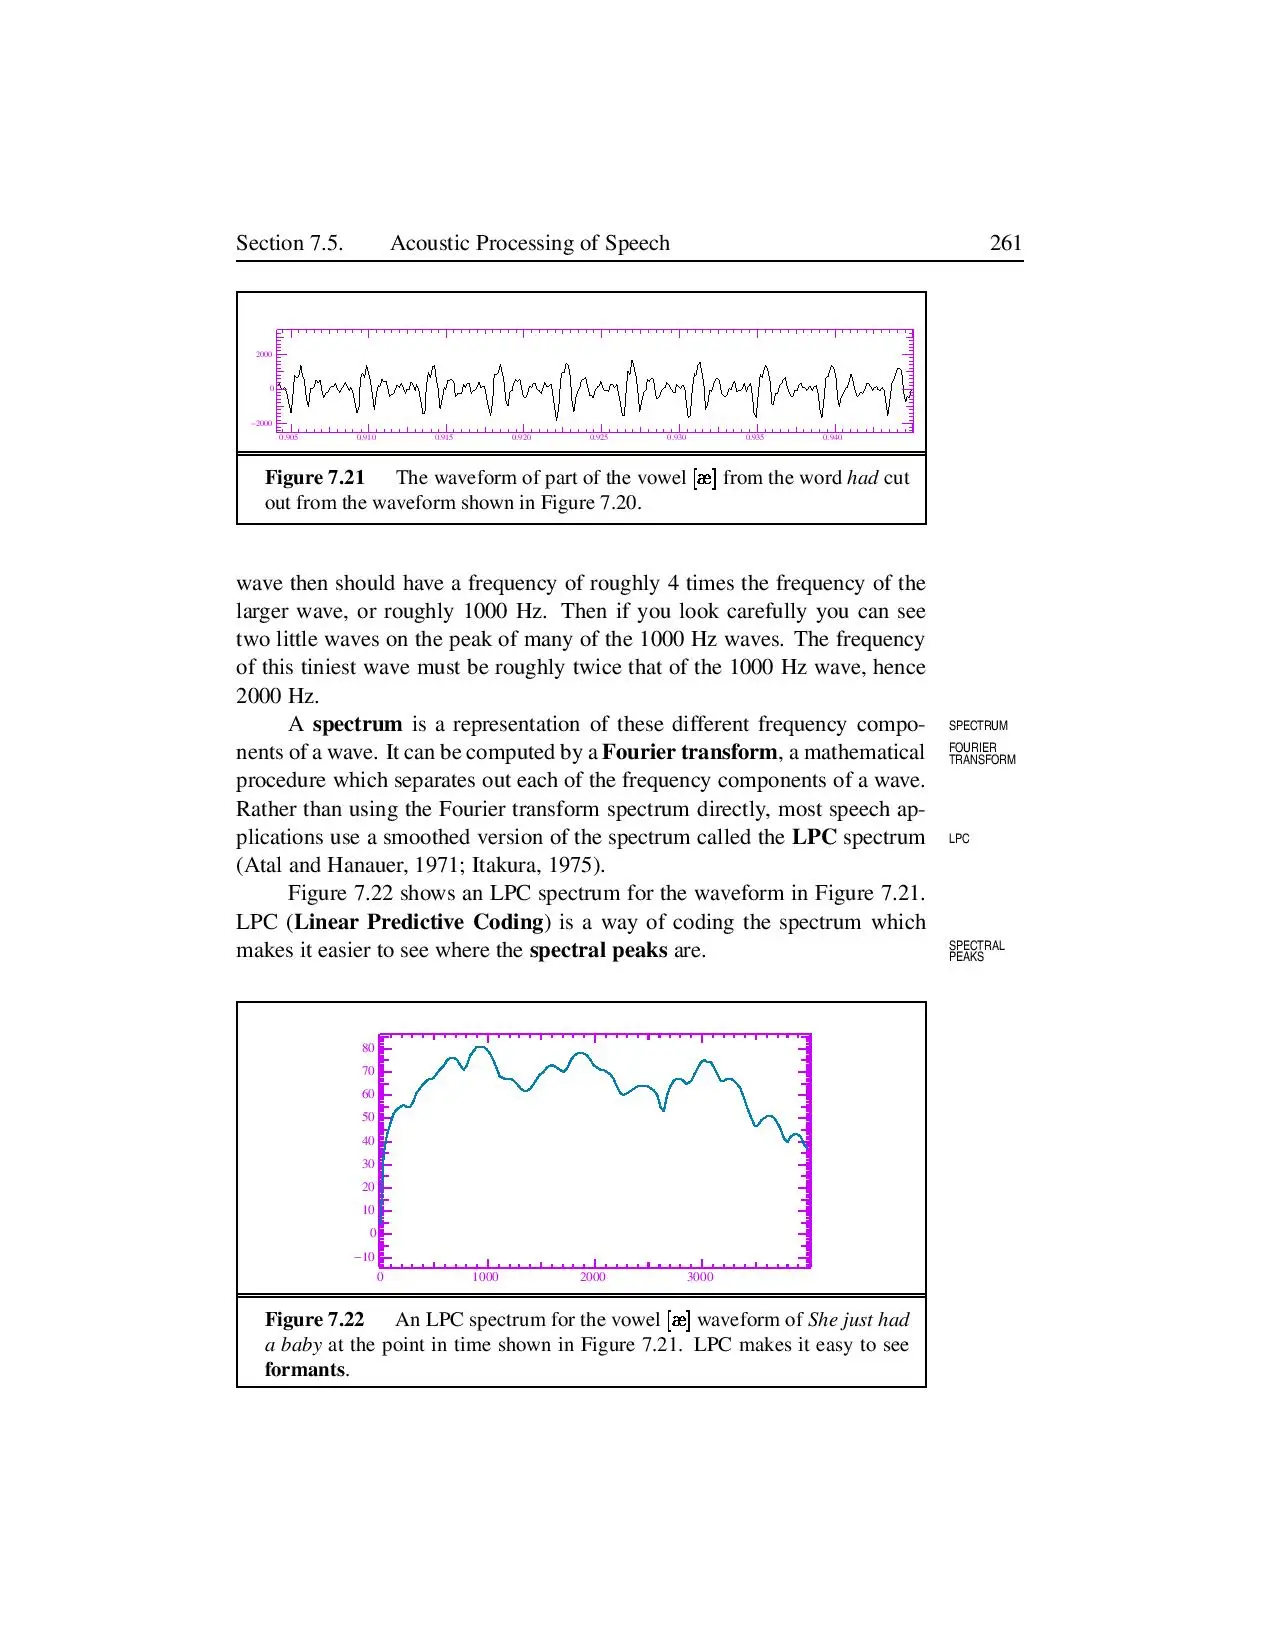 Section 7.5. Acoustic Processing of Speech 261
2000
0
−2000
0.905 0.910 0.915 0.920 0.925 0.930 0.935 0.940
Figure 7.21 The waveform of part of the vowel [æ] from the word had cut
out from the waveform shown in Figure 7.20.
wave then should have a frequency of roughly 4 times the frequency of the
larger wave, or roughly 1000 Hz. Then if you look carefully you can see
two little waves on the peak of many of the 1000 Hz waves. The frequency
of this tiniest wave must be roughly twice that of the 1000 Hz wave, hence
2000 Hz.
A spectrum is a representation of these different frequency compo-
SPECTRUM
nents of a wave. It can be computed by a Fourier transform, a mathematical
FOURIER
TRANSFORM
procedure which separates out each of the frequency components of a wave.
Rather than using the Fourier transform spectrum directly, most speech ap-
plications use a smoothed version of the spectrum called the LPC spectrum
LPC
(Atal and Hanauer, 1971; Itakura, 1975).
Figure 7.22 shows an LPC spectrum for the waveform in Figure 7.21.
LPC (Linear Predictive Coding) is a way of coding the spectrum which
makes it easier to see where the spectral peaks are.
SPECTRAL
PEAKS
80
70
60
50
40
30
20
10
0
−10
0 1000 2000 3000
Figure 7.22 An LPC spectrum for the vowel [æ] waveform of She just had
a baby at the point in time shown in Figure 7.21. LPC makes it easy to see
formants.